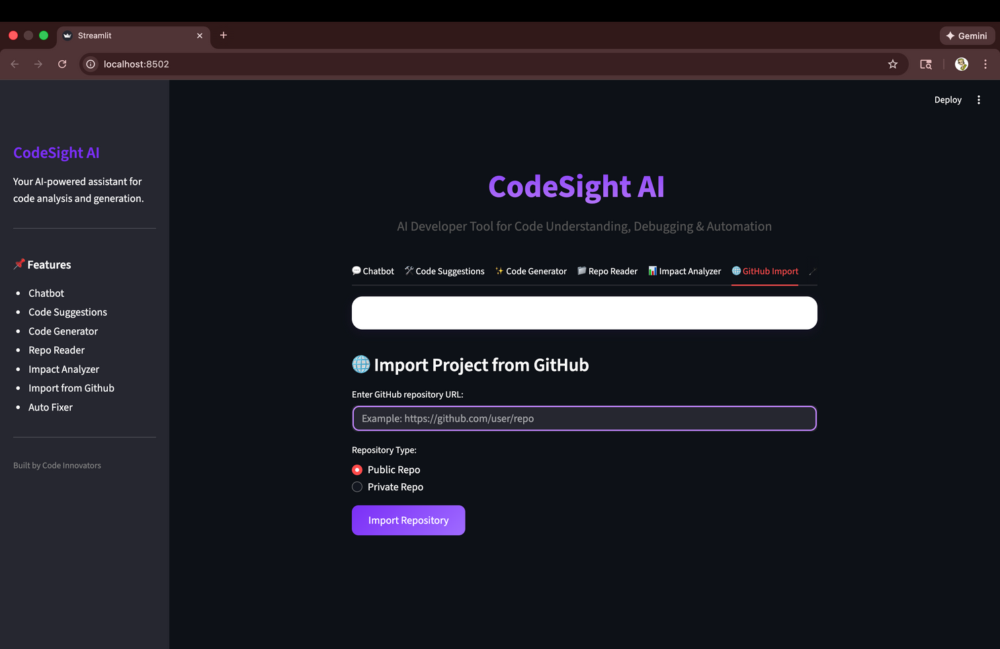 Streamlit
Gemini
localhost:8502
Deploy
CodeSight AI
Your AI-powered assistant for
code analysis and generation.
📌 Features
• Chatbot
• Code Suggestions
• Code Generator
• Repo Reader
• Impact Analyzer
• Import from Github
• Auto Fixer
Built by Code Innovators
CodeSight AI
AI Developer Tool for Code Understanding, Debugging & Automation
💬 Chatbot 🛠 Code Suggestions ✨ Code Generator 📁 Repo Reader 📊 Impact Analyzer 🌐 GitHub Import
🌐 Import Project from GitHub
Enter GitHub repository URL:
Example: https://github.com/user/repo
Repository Type:
Public Repo
Private Repo
Import Repository